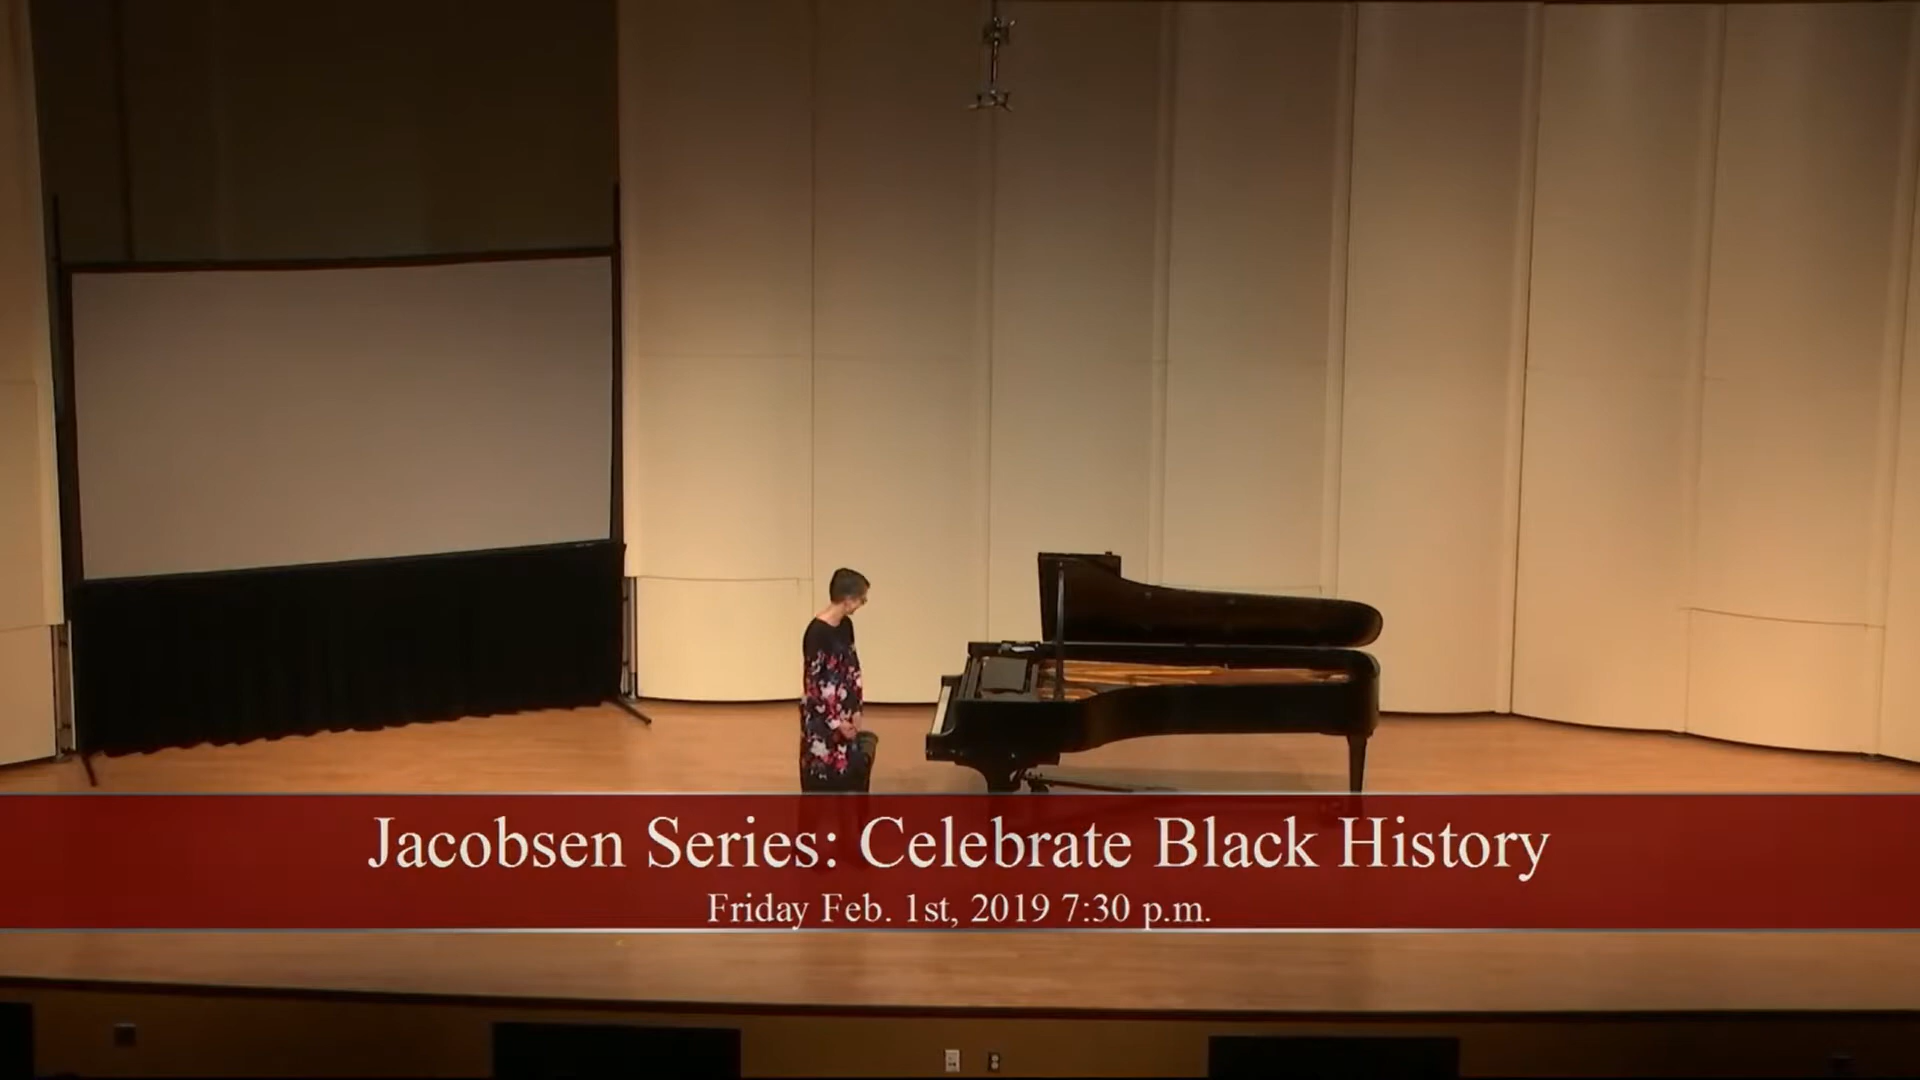 Jacobsen Series: Celebrate Black History
Friday Feb. 1st, 2019 7:30 p.m.